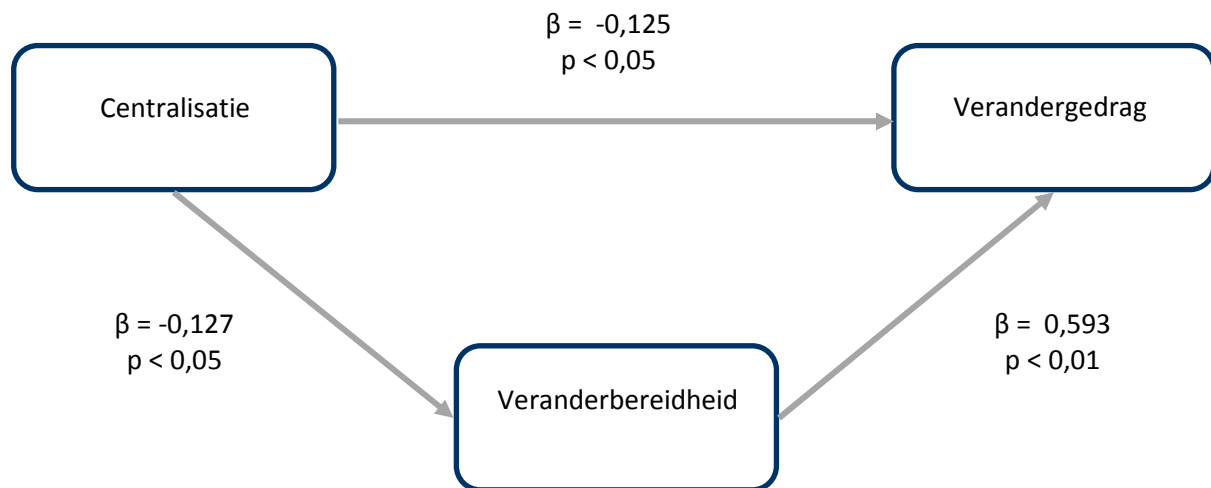 β = -0,125
p < 0,05
Centralisatie
Verandergedrag
β = -0,127
p < 0,05
β = 0,593
p < 0,01
Veranderbereidheid